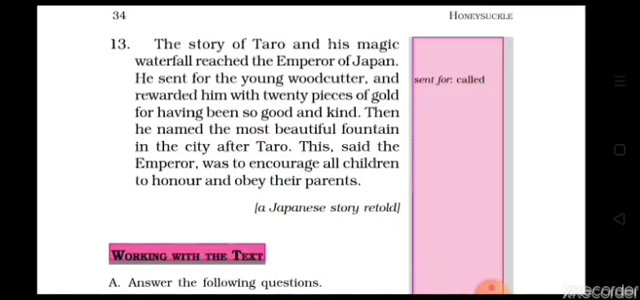 34
HONEYSUCKLE
13. The story of Taro and his magic
waterfall reached the Emperor of Japan.
He sent for the young woodcutter, and
rewarded him with twenty pieces of gold
for having been so good and kind. Then
he named the most beautiful fountain
in the city after Taro. This, said the
Emperor, was to encourage all children
to honour and obey their parents.
sent for: called
[a Japanese story retold]
WORKING WITH THE TEXT
A. Answer the following questions.
XRecorder